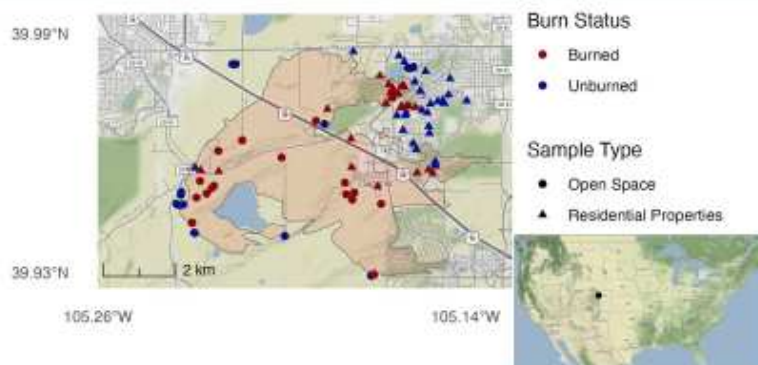 39.99°N
39.93°N
2 km
105.26°W
105.14°W
Burn Status
Burned
Unburned
Sample Type
Open Space
Residential Properties